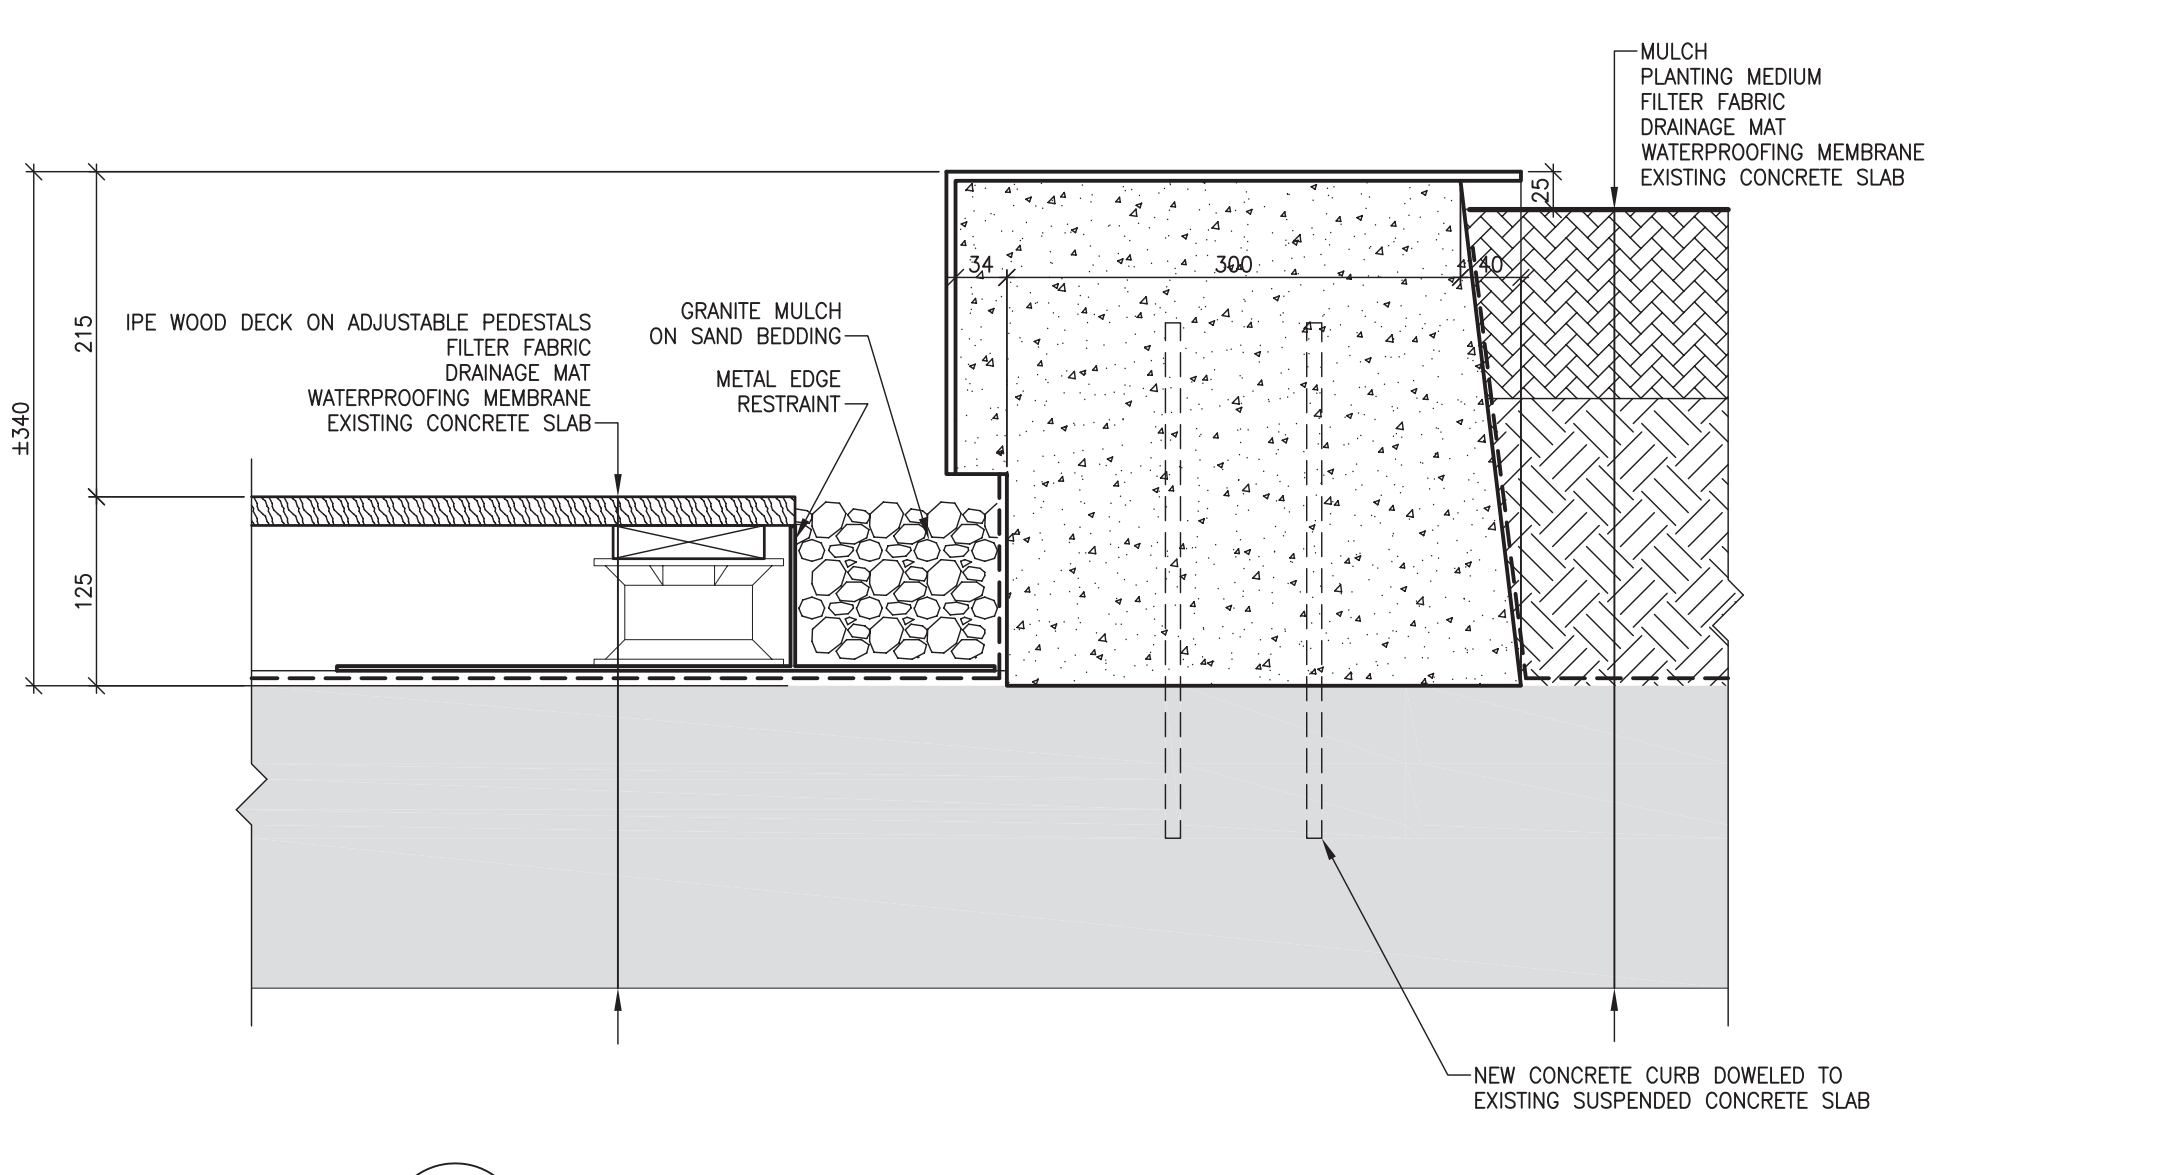 MULCH
PLANTING MEDIUM
FILTER FABRIC
DRAINAGE MAT
WATERPROOFING MEMBRANE
EXISTING CONCRETE SLAB
25
34
300
40
215
±340
125
IPE WOOD DECK ON ADJUSTABLE PEDESTALS
FILTER FABRIC
DRAINAGE MAT
WATERPROOFING MEMBRANE
EXISTING CONCRETE SLAB
GRANITE MULCH
ON SAND BEDDING
METAL EDGE
RESTRAINT
NEW CONCRETE CURB DOWELED TO
EXISTING SUSPENDED CONCRETE SLAB